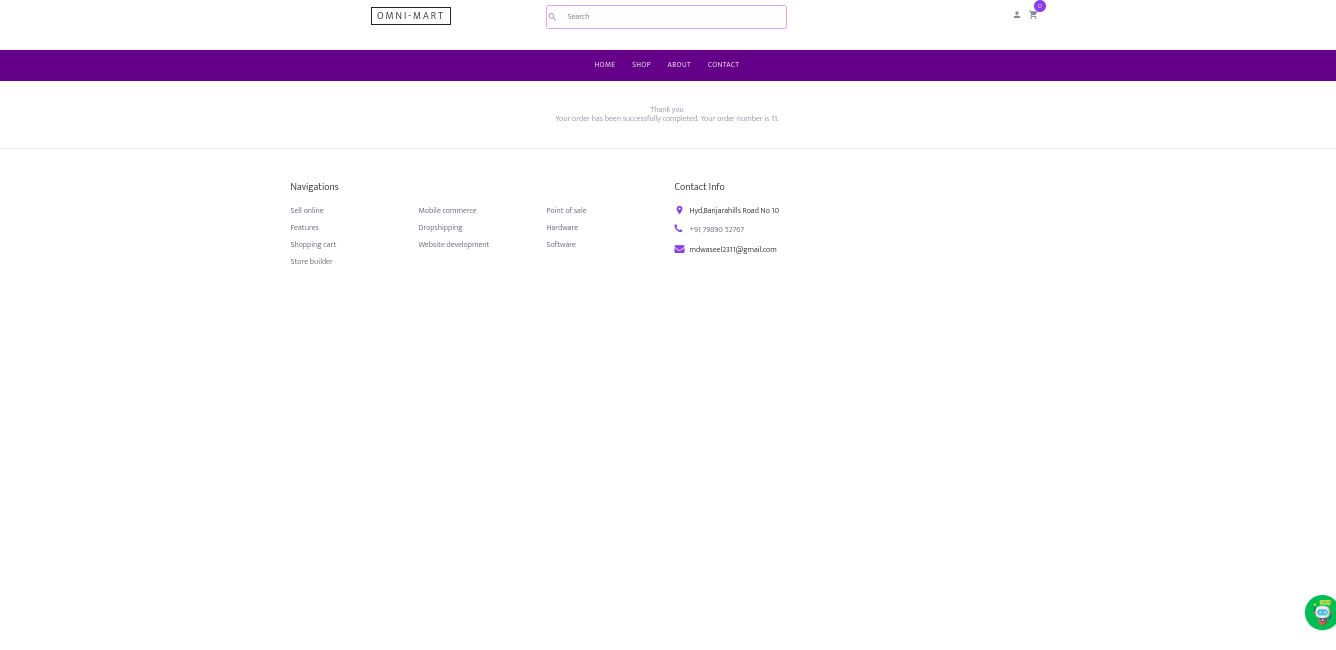 OMNI-MART
Search
0
HOME SHOP ABOUT CONTACT
Thank you
Your order has been successfully completed. Your order number is 11.
Navigations
Sell online
Features
Shopping cart
Store builder
Mobile commerce
Dropshipping
Website development
Point of sale
Hardware
Software
Contact Info
Hyd,Banjarahills Road No 10
+91 79890 52767
mdwaseel2311@gmail.com